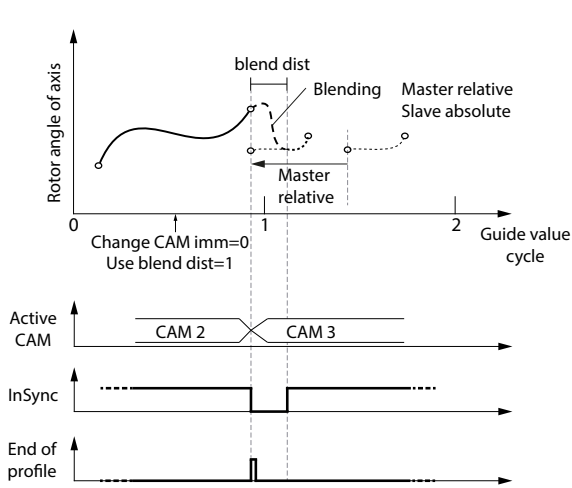 blend dist
Blending
Master relative
Slave absolute
Rotor angle of axis
Master
relative
0
1
2
Change CAM imm=0
Use blend dist=1
Guide value
cycle
Active
CAM
CAM 2
CAM 3
InSync
End of
profile